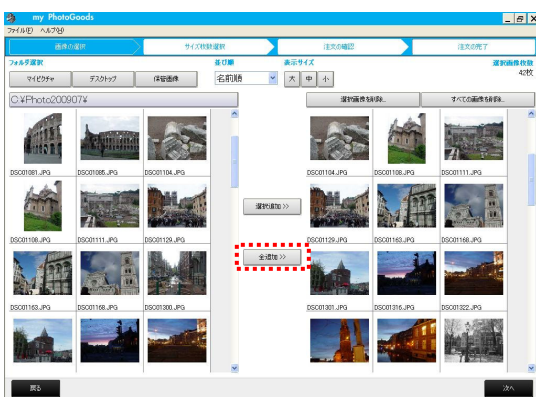 my PhotoGoods
ファイル(F) ヘルプ(H)
画像の選択 サイズ枚数選択 注文の確認 注文の完了
フォルダ選択 並び順 表示サイズ 選択画像枚数
マイピクチャ デスクトップ 保管画像 名前順 大 中 小 42枚
C:¥Photo200907¥ 選択画像を削除... すべての画像を削除...
DSC01081.JPG DSC01085.JPG DSC01104.JPG DSC01104.JPG DSC01108.JPG DSC01111.JPG
選択追加 >>
DSC01108.JPG DSC01111.JPG DSC01129.JPG DSC01129.JPG DSC01163.JPG DSC01168.JPG
全追加 >>
DSC01163.JPG DSC01168.JPG DSC01300.JPG DSC01301.JPG DSC01316.JPG DSC01322.JPG
戻る 次へ